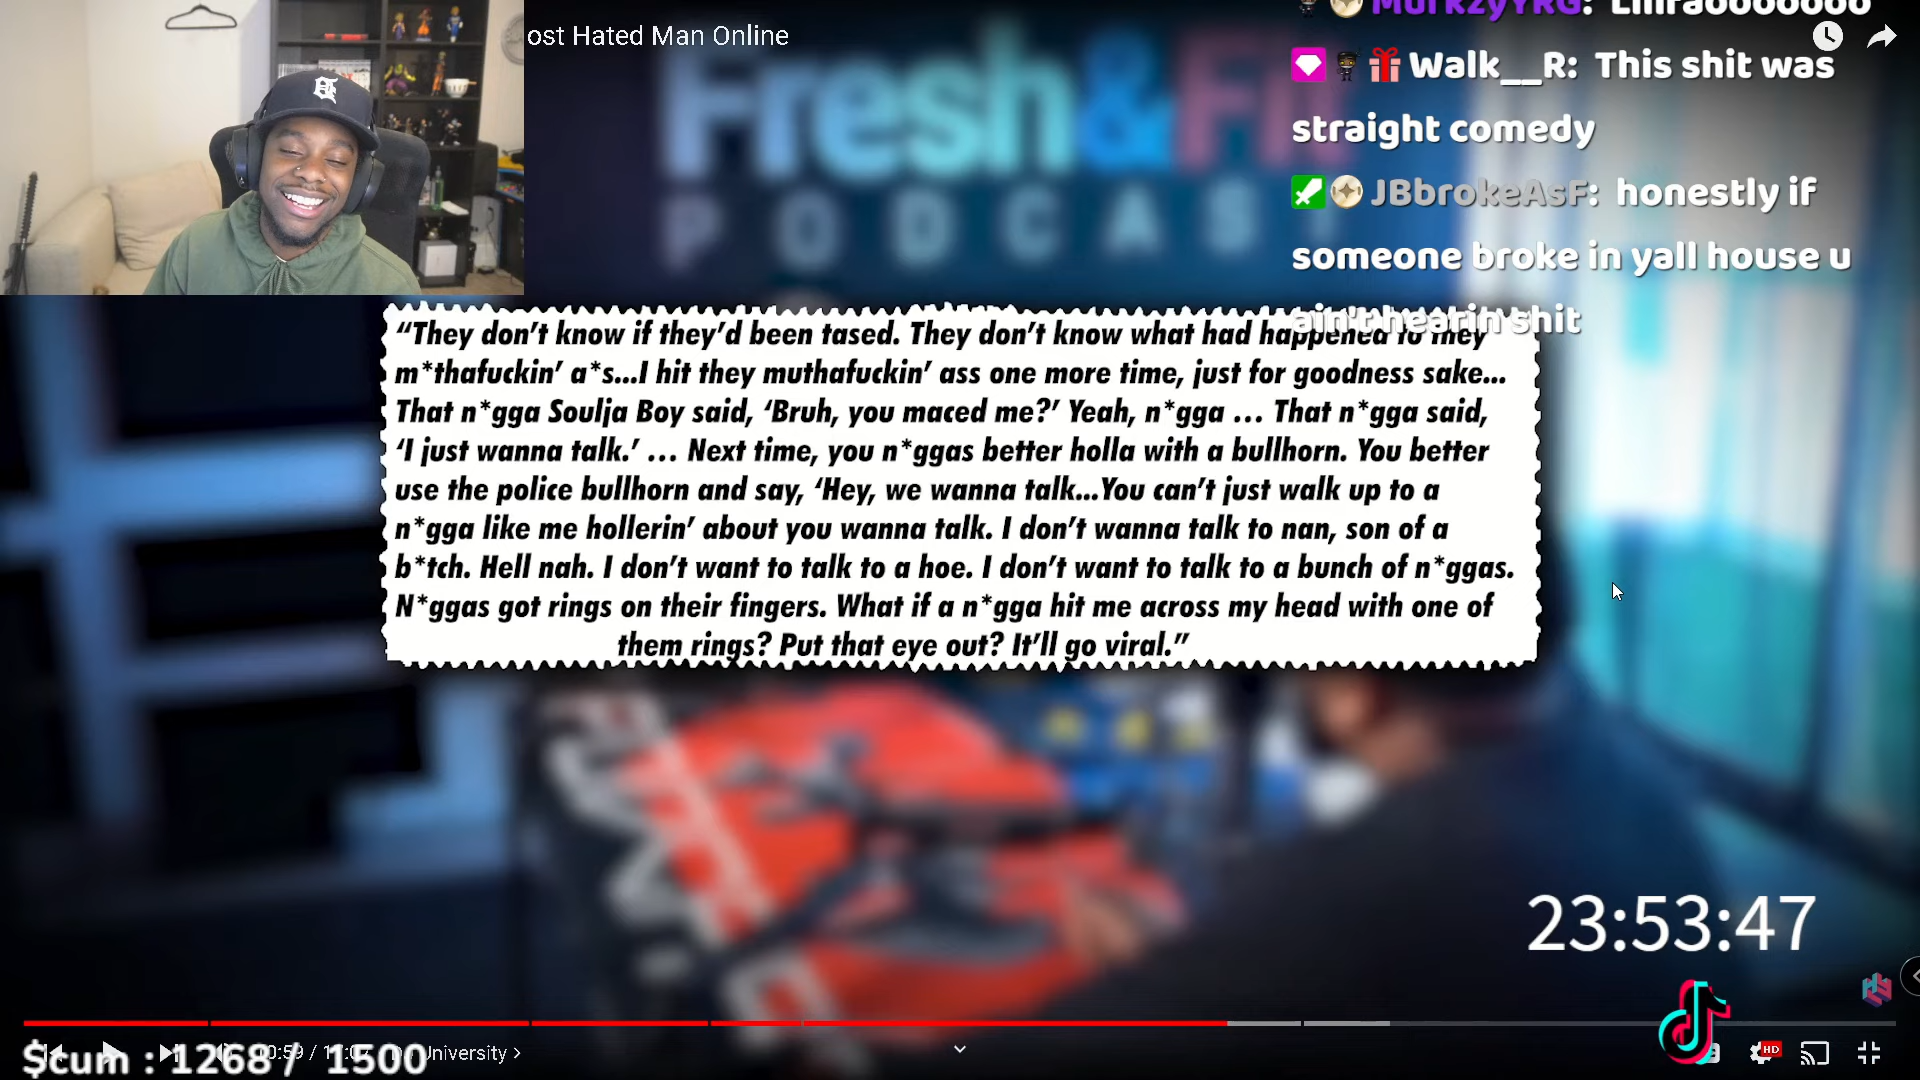 ost Hated Man Online
MurkzyYRG: Lmfaooooooo
Walk__R: This shit was
straight comedy
JBbrokeAsF: honestly if
someone broke in yall house u
ain't hearin shit
Fresh&Fit
PODCAST
“They don’t know if they’d been tased. They don’t know what had happened to they
m*thafuckin’ a*s...I hit they muthafuckin’ ass one more time, just for goodness sake...
That n*gga Soulja Boy said, ‘Bruh, you maced me?’ Yeah, n*gga … That n*gga said,
‘I just wanna talk.’ … Next time, you n*ggas better holla with a bullhorn. You better
use the police bullhorn and say, ‘Hey, we wanna talk...You can’t just walk up to a
n*gga like me hollerin’ about you wanna talk. I don’t wanna talk to nan, son of a
b*tch. Hell nah. I don’t want to talk to a hoe. I don’t want to talk to a bunch of n*ggas.
N*ggas got rings on their fingers. What if a n*gga hit me across my head with one of
them rings? Put that eye out? It’ll go viral.”
23:53:47
University >
HD
$cum : 1268 / 1500